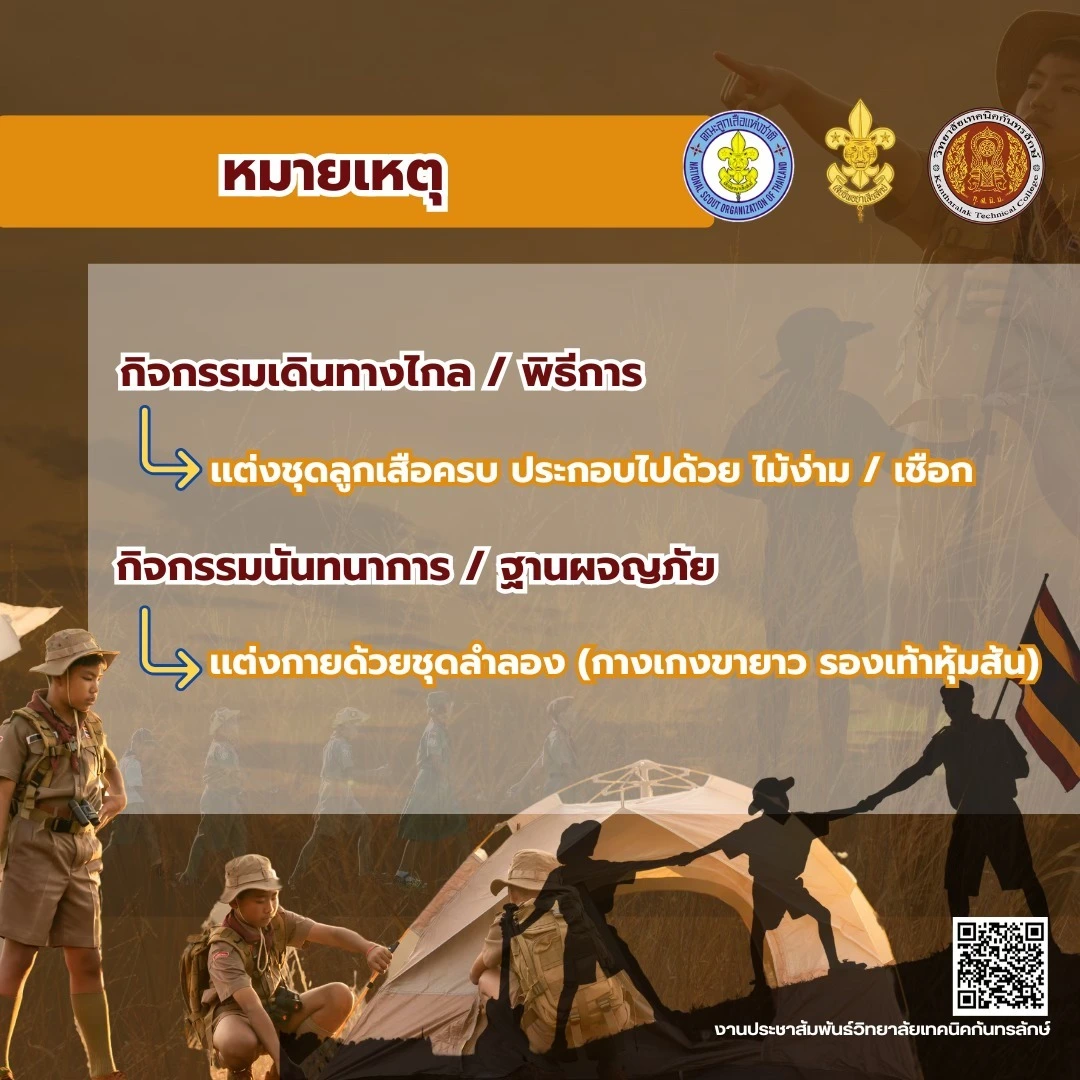 หมายเหตุ
คณะลูกเสือแห่งชาติ
NATIONAL SCOUT ORGANIZATION OF THAILAND
เสียชีพอย่าเสียสัตย์
วิทยาลัยเทคนิคกันทรลักษ์
Kantharalak Technical College
กิจกรรมเดินทางไกล / พิธีการ
แต่งชุดลูกเสือครบ ประกอบไปด้วย ไม้ง่าม / เชือก
กิจกรรมนันทนาการ / ฐานผจญภัย
แต่งกายด้วยชุดลำลอง (กางเกงขายาว รองเท้าหุ้มส้น)
งานประชาสัมพันธ์วิทยาลัยเทคนิคกันทรลักษ์